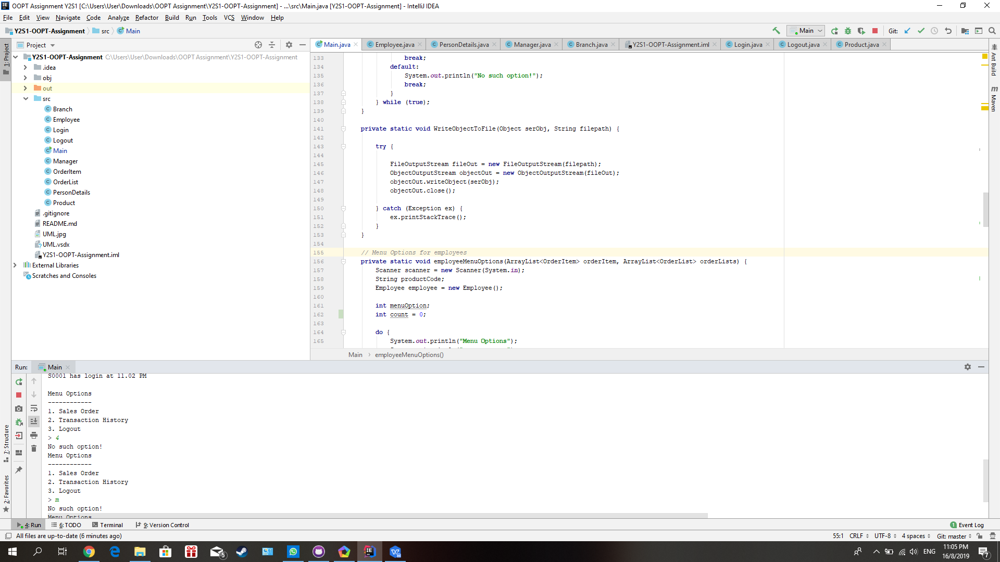 OOPT Assignment Y2S1 [C:\Users\User\Downloads\OOPT Assignment\Y2S1-OOPT-Assignment] - ...\src\Main.java [Y2S1-OOPT-Assignment] - IntelliJ IDEA
File Edit View Navigate Code Analyze Refactor Build Run Tools VCS Window Help
Y2S1-OOPT-Assignment src Main
Main Git:
Project
Main.java Employee.java PersonDetails.java Manager.java Branch.java Y2S1-OOPT-Assignment.iml Login.java Logout.java Product.java
1: Project
Y2S1-OOPT-Assignment C:\Users\User\Downloads\OOPT Assignment\Y2S1-OOPT-Assignment
.idea
obj
out
src
Branch
Employee
Login
Logout
Main
Manager
OrderItem
OrderList
PersonDetails
Product
.gitignore
README.md
UML.jpg
UML.vsdx
Y2S1-OOPT-Assignment.iml
External Libraries
Scratches and Consoles
133 break;
134 default:
135 System.out.println("No such option!");
136 break;
137 }
138 } while (true);
139 }
140
141 private static void WriteObjectToFile(Object serObj, String filepath) {
142
143 try {
144
145 FileOutputStream fileOut = new FileOutputStream(filepath);
146 ObjectOutputStream objectOut = new ObjectOutputStream(fileOut);
147 objectOut.writeObject(serObj);
148 objectOut.close();
149
150 } catch (Exception ex) {
151 ex.printStackTrace();
152 }
153 }
154
155 // Menu Options for employees
156 private static void employeeMenuOptions(ArrayList<OrderItem> orderItem, ArrayList<OrderList> orderLists) {
157 Scanner scanner = new Scanner(System.in);
158 String productCode;
159 Employee employee = new Employee();
160
161 int menuOption;
162 int count = 0;
163
164 do {
165 System.out.println("Menu Options");
Main employeeMenuOptions()
Ant Build
Maven
Run: Main
S0001 has login at 11.02 PM
Menu Options
------------
1. Sales Order
2. Transaction History
3. Logout
> 4
No such option!
Menu Options
------------
1. Sales Order
2. Transaction History
3. Logout
> m
No such option!
Menu Options
7: Structure
2: Favorites
4: Run 6: TODO Terminal 9: Version Control 1 Event Log
All files are up-to-date (6 minutes ago) 55:1 CRLF UTF-8 4 spaces Git: master
5
ENG
11:05 PM
16/8/2019
7